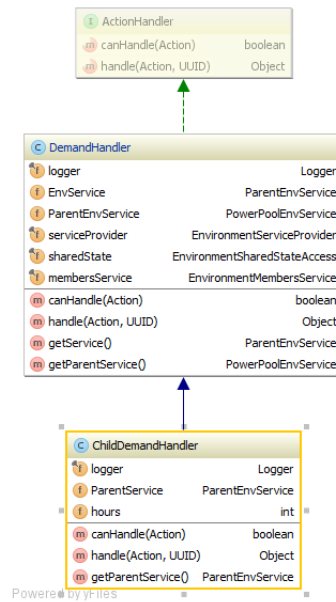 I ActionHandler
m canHandle(Action) boolean
m handle(Action, UUID) Object
C DemandHandler
f logger Logger
f EnvService ParentEnvService
f ParentEnvService PowerPoolEnvService
f serviceProvider EnvironmentServiceProvider
f sharedState EnvironmentSharedStateAccess
f membersService EnvironmentMembersService
m canHandle(Action) boolean
m handle(Action, UUID) Object
m getService() ParentEnvService
m getParentService() PowerPoolEnvService
C ChildDemandHandler
f logger Logger
f ParentService ParentEnvService
f hours int
m canHandle(Action) boolean
m handle(Action, UUID) Object
m getParentService() ParentEnvService
Powered by yFiles